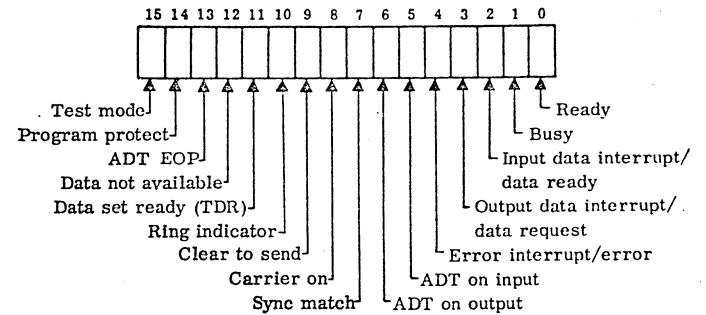 15 14 13 12 11 10 9 8 7 6 5 4 3 2 1 0
Test mode
Ready
Program protect
Busy
ADT EOP
Input data interrupt/
data ready
Data not available
Data set ready (TDR)
Output data interrupt/
data request
Ring indicator
Clear to send
Error interrupt/error
Carrier on
ADT on input
Sync match
ADT on output